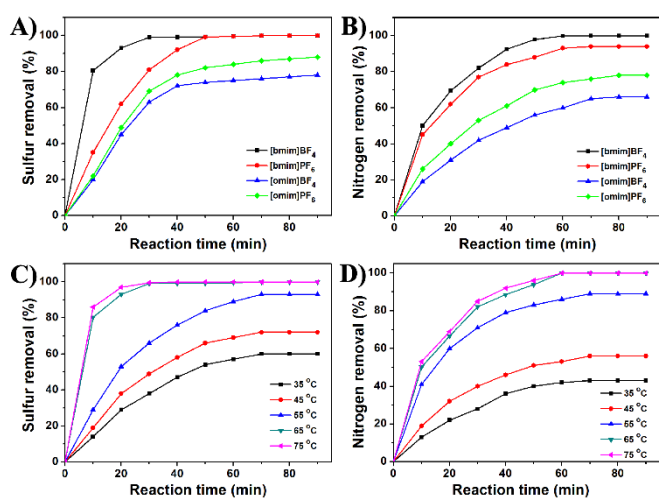 A)
100
80
60
40
20
0
Sulfur removal (%)
[bmim]BF4
[bmim]PF6
[omim]BF4
[omim]PF6
0 20 40 60 80
Reaction time (min)
B)
100
80
60
40
20
0
Nitrogen removal (%)
[bmim]BF4
[bmim]PF6
[omim]BF4
[omim]PF6
0 20 40 60 80
Reaction time (min)
C)
100
80
60
40
20
0
Sulfur removal (%)
35 °C
45 °C
55 °C
65 °C
75 °C
0 20 40 60 80
Reaction time (min)
D)
100
80
60
40
20
0
Nitrogen removal (%)
35 °C
45 °C
55 °C
65 °C
75 °C
0 20 40 60 80
Reaction time (min)